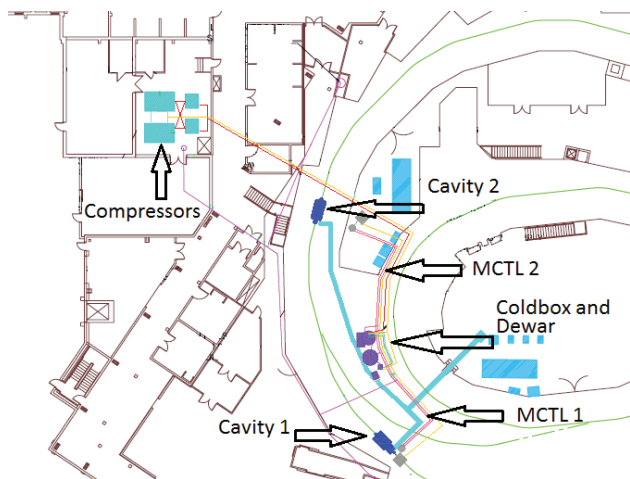 Cavity 2
Compressors
MCTL 2
Coldbox and
Dewar
MCTL 1
Cavity 1